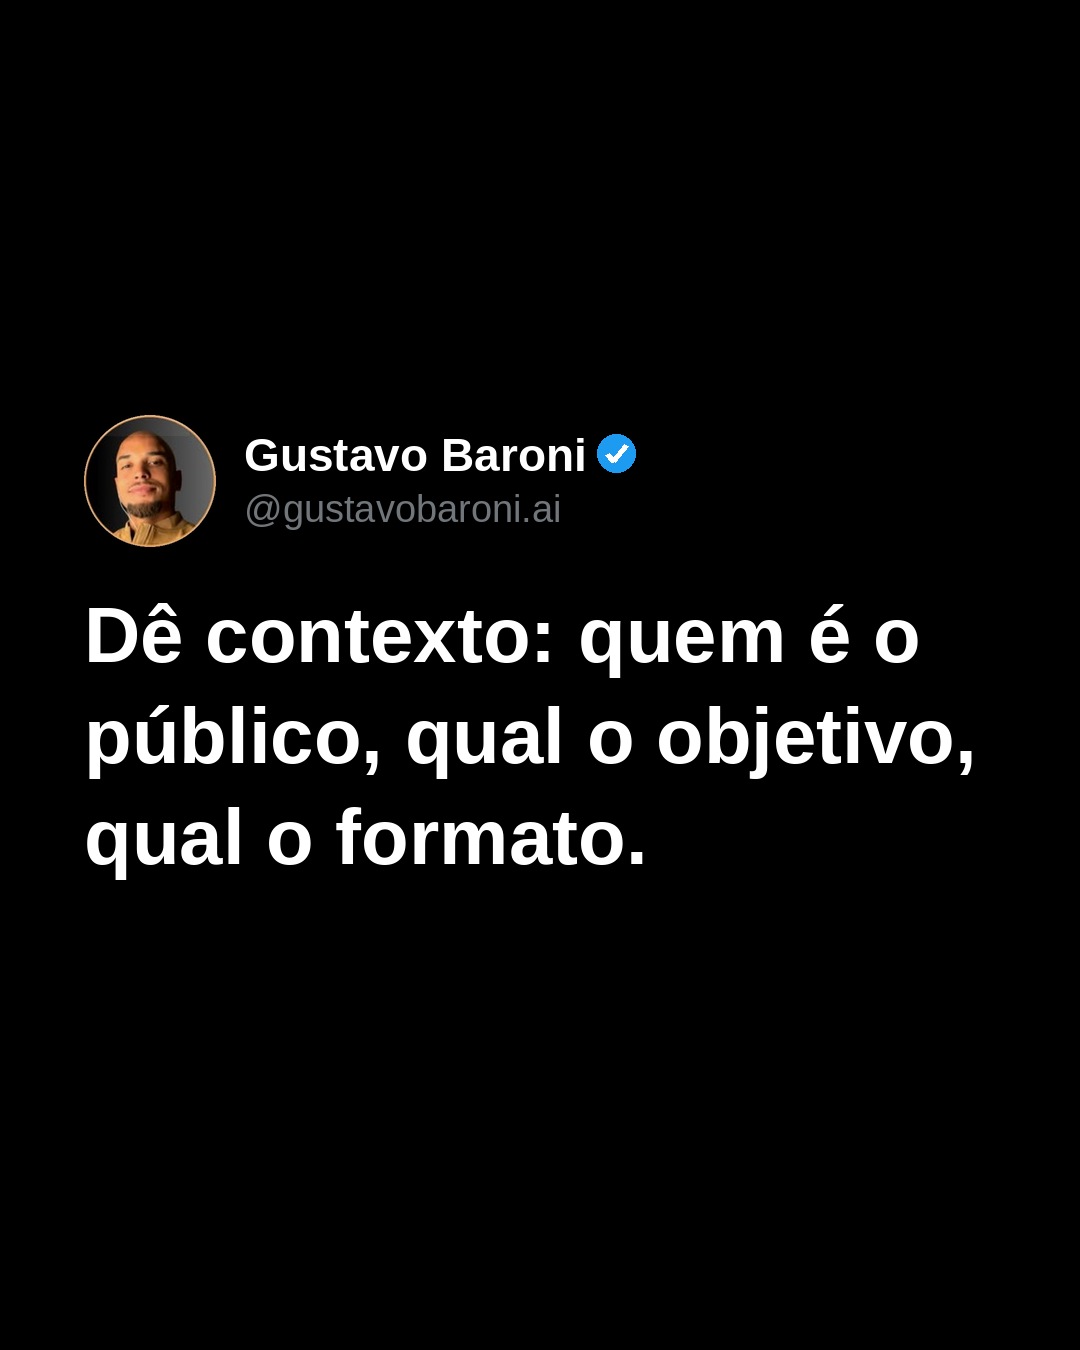 Gustavo Baroni
@gustavobaroni.ai
Dê contexto: quem é o
público, qual o objetivo,
qual o formato.